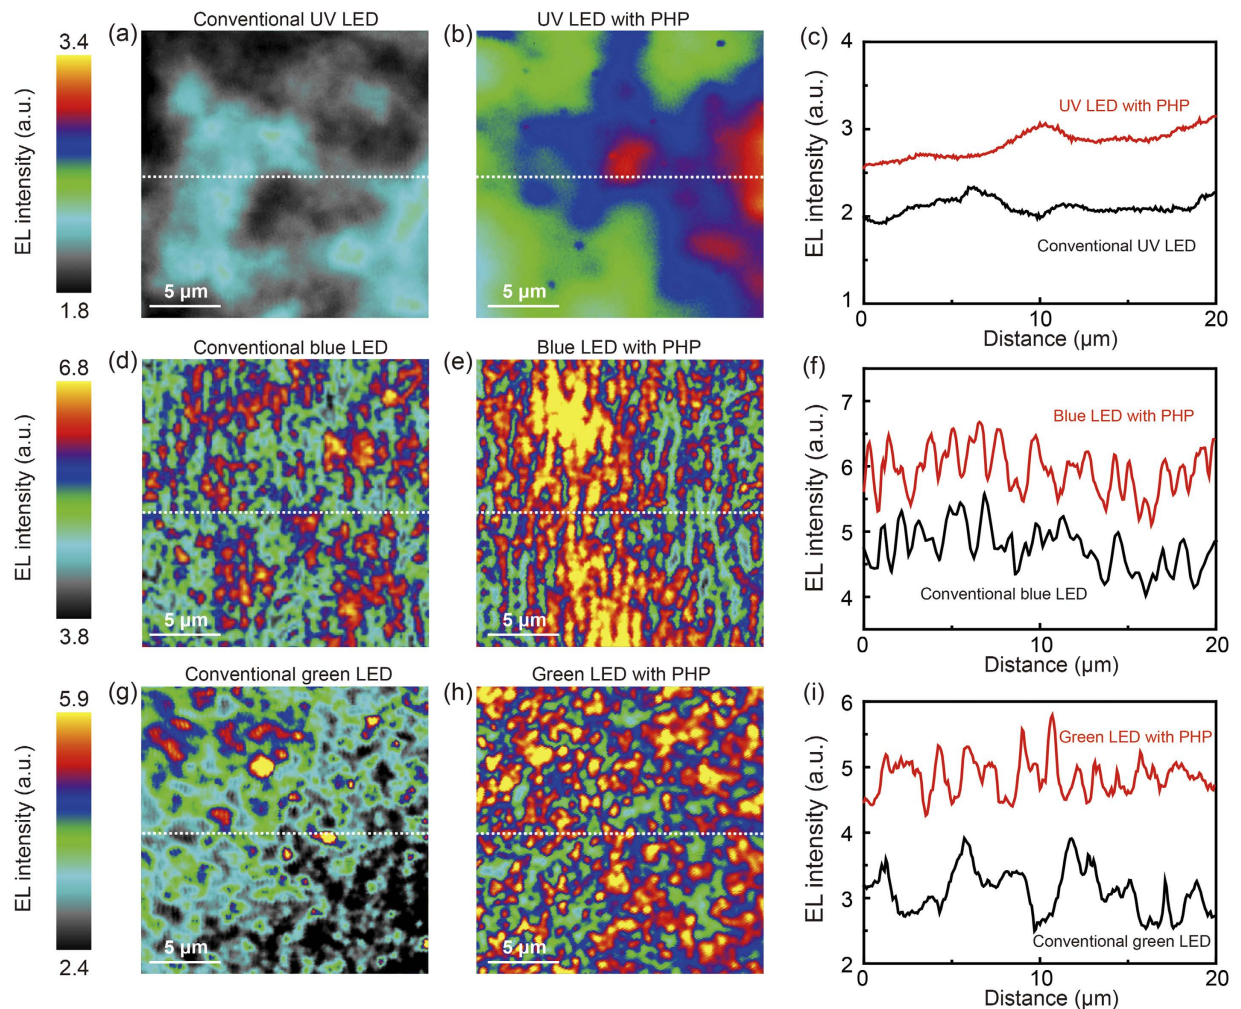 Conventional UV LED
UV LED with PHP
(a)
(b)
(c)
3.4
EL intensity (a.u.)
1.8
5 µm
5 µm
4
3
2
1
EL intensity (a.u.)
UV LED with PHP
Conventional UV LED
0
10
20
Distance (µm)
Conventional blue LED
Blue LED with PHP
(d)
(e)
(f)
6.8
EL intensity (a.u.)
3.8
5 µm
5 µm
7
6
5
4
EL intensity (a.u.)
Blue LED with PHP
Conventional blue LED
0
10
20
Distance (µm)
Conventional green LED
Green LED with PHP
(g)
(h)
(i)
5.9
EL intensity (a.u.)
2.4
5 µm
5 µm
6
5
4
3
2
EL intensity (a.u.)
Green LED with PHP
Conventional green LED
0
10
20
Distance (µm)